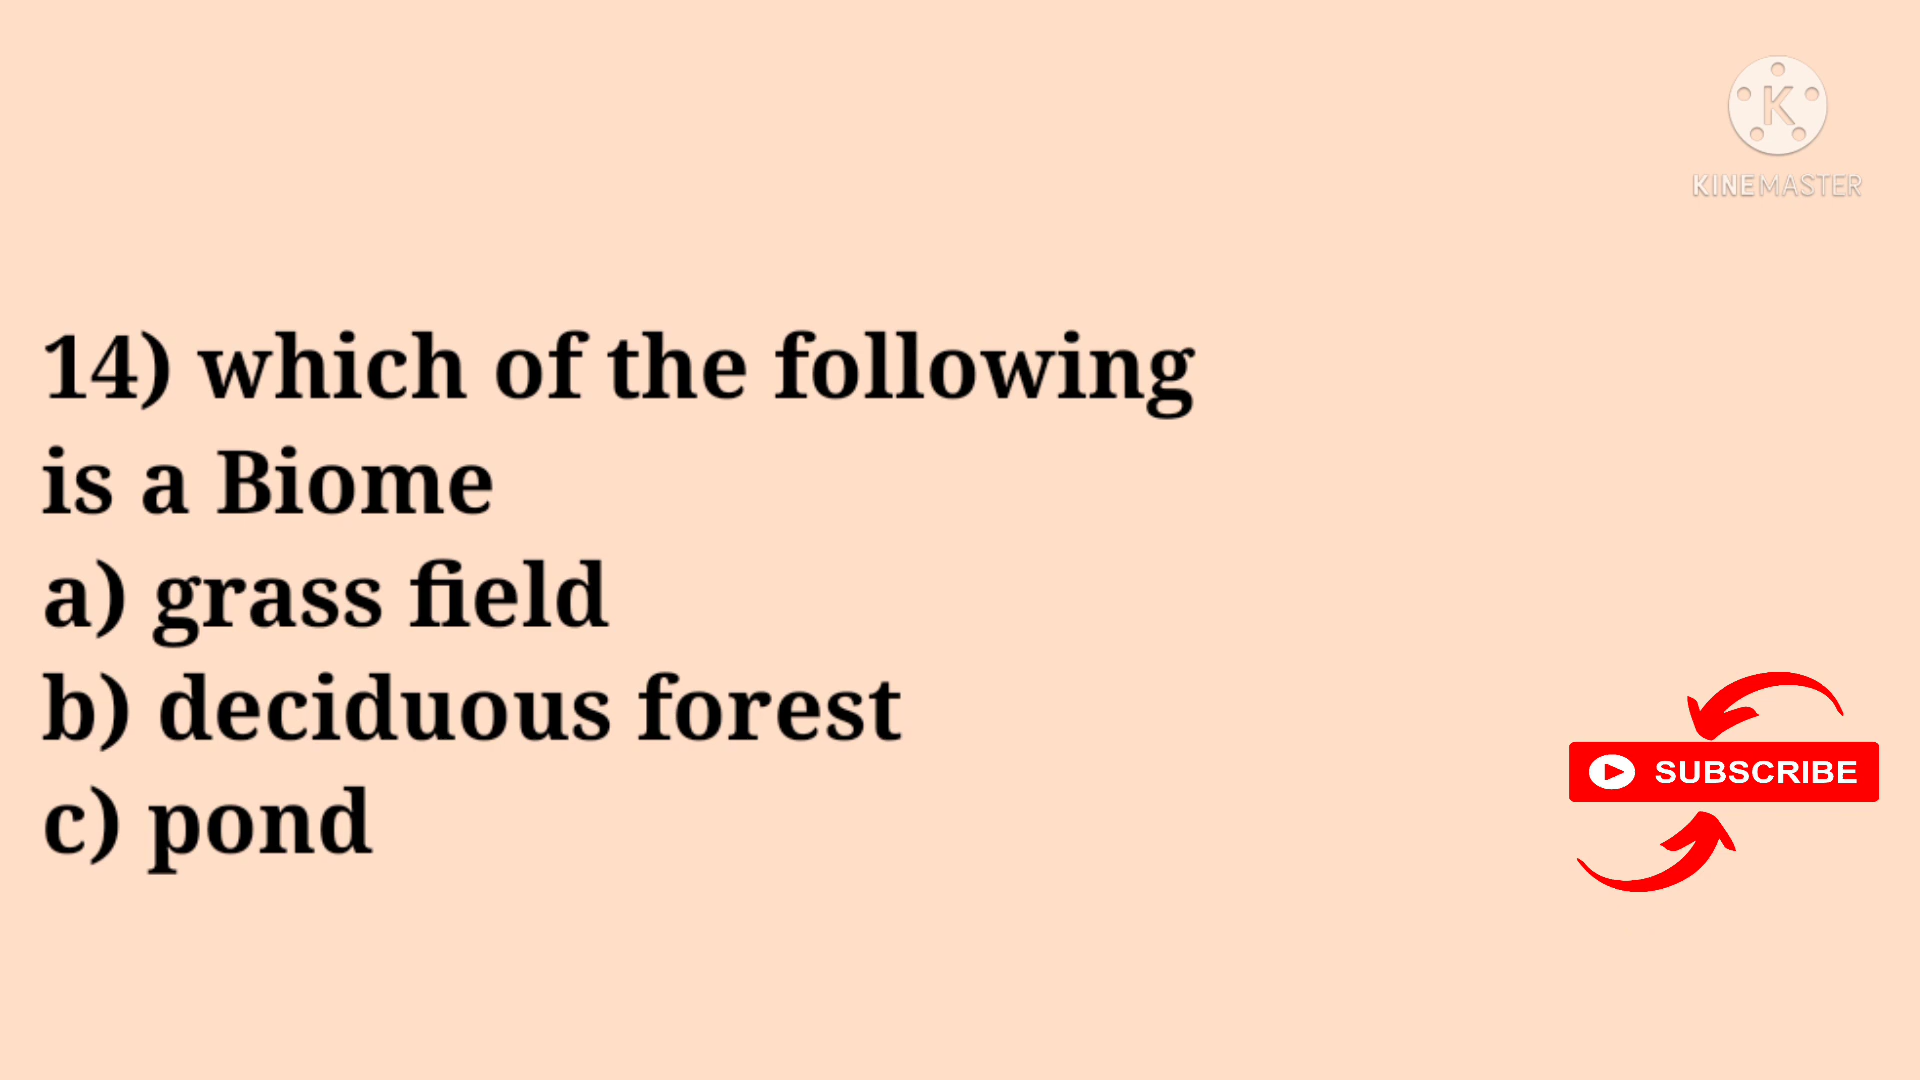 K
KINEMASTER
14) which of the following
is a Biome
a) grass field
b) deciduous forest
c) pond
SUBSCRIBE